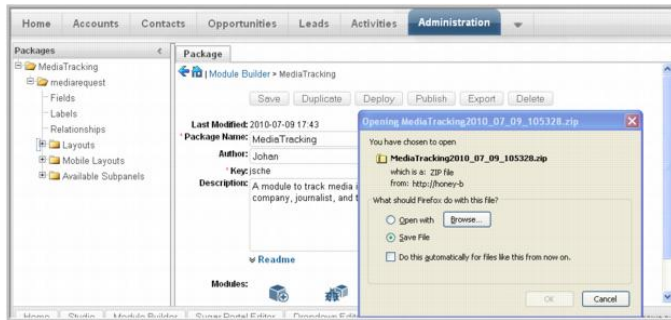 Home Accounts Contacts Opportunities Leads Activities Administration
Packages
MediaTracking
mediarequest
Fields
Labels
Relationships
Layouts
Mobile Layouts
Available Subpanels
Package
| Module Builder > MediaTracking
Save Duplicate Deploy Publish Export Delete
Last Modified: 2010-07-09 17:43
* Package Name: MediaTracking
Author: Johan
* Key: jsche
Description: A module to track media
company, journalist, and t
Readme
Modules:
Opening MediaTracking2010_07_09_105328.zip
You have chosen to open
MediaTracking2010_07_09_105328.zip
which is a: ZIP file
from: http://honey-b
What should Firefox do with this file?
Open with Browse...
Save File
Do this automatically for files like this from now on.
OK Cancel
Home Studio Module Builder Sugar Portal Editor Dropdown Edit